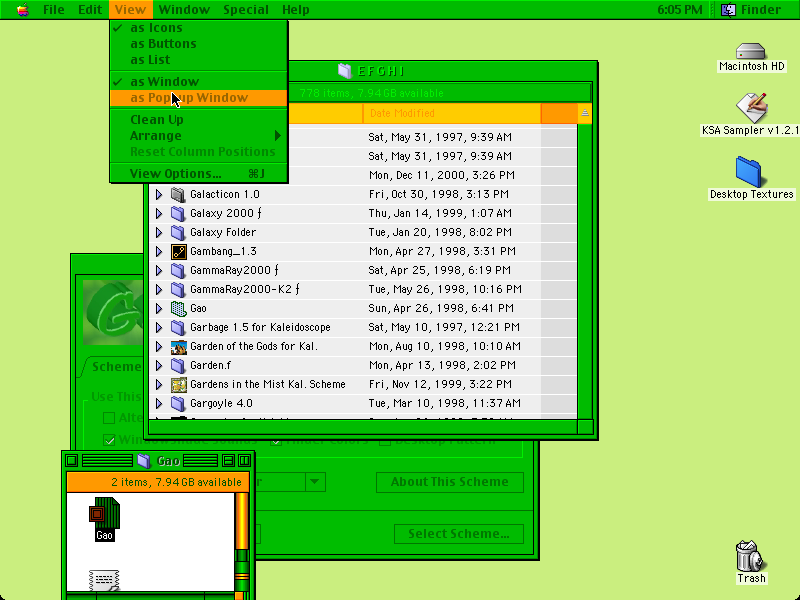 File Edit View Window Special Help 6:05 PM Finder
as Icons
as Buttons
as List
as Window
as Pop-up Window
Clean Up
Arrange
Reset Column Positions
View Options... ⌘J
E F G H I
778 items, 7.94 GB available
Date Modified
Sat, May 31, 1997, 9:39 AM
Sat, May 31, 1997, 9:39 AM
Mon, Dec 11, 2000, 3:26 PM
Galacticon 1.0 Fri, Oct 30, 1998, 3:13 PM
Galaxy 2000 ƒ Thu, Jan 14, 1999, 1:07 AM
Galaxy Folder Tue, Jan 20, 1998, 8:02 PM
Gambang_1.3 Mon, Apr 27, 1998, 3:31 PM
GammaRay2000 ƒ Sat, Apr 25, 1998, 6:19 PM
GammaRay2000-K2 ƒ Tue, May 26, 1998, 10:16 PM
Gao Sun, Apr 26, 1998, 6:41 PM
Garbage 1.5 for Kaleidoscope Sat, May 10, 1997, 12:21 PM
Garden of the Gods for Kal. Mon, Aug 10, 1998, 10:10 AM
Garden.f Mon, Apr 13, 1998, 2:02 PM
Gardens in the Mist Kal. Scheme Fri, Nov 12, 1999, 3:22 PM
Gargoyle 4.0 Tue, Mar 10, 1998, 11:37 AM
Macintosh HD
KSA Sampler v1.2.1
Desktop Textures
Scheme
Use This
Windowshade Sounds Finder Colors Desktop Pattern
About This Scheme
Select Scheme...
Gao
2 items, 7.94 GB available
Gao
Trash